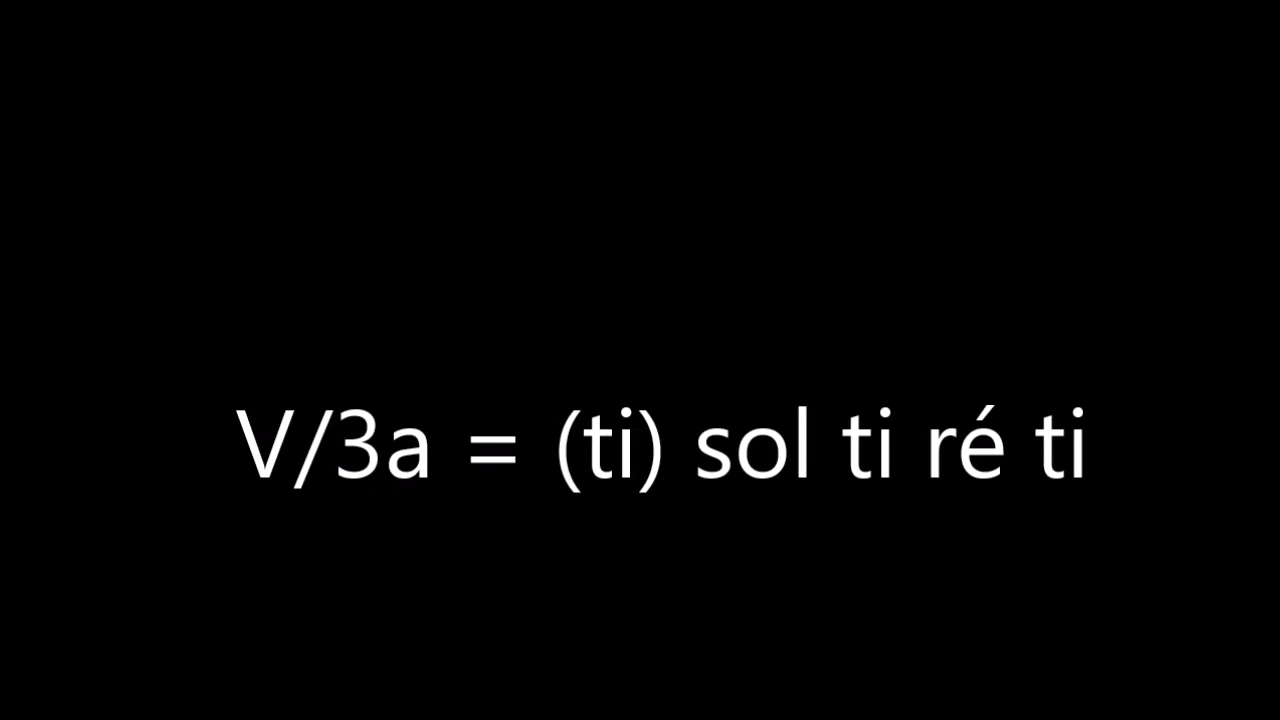 V/3a = (ti) sol ti ré ti